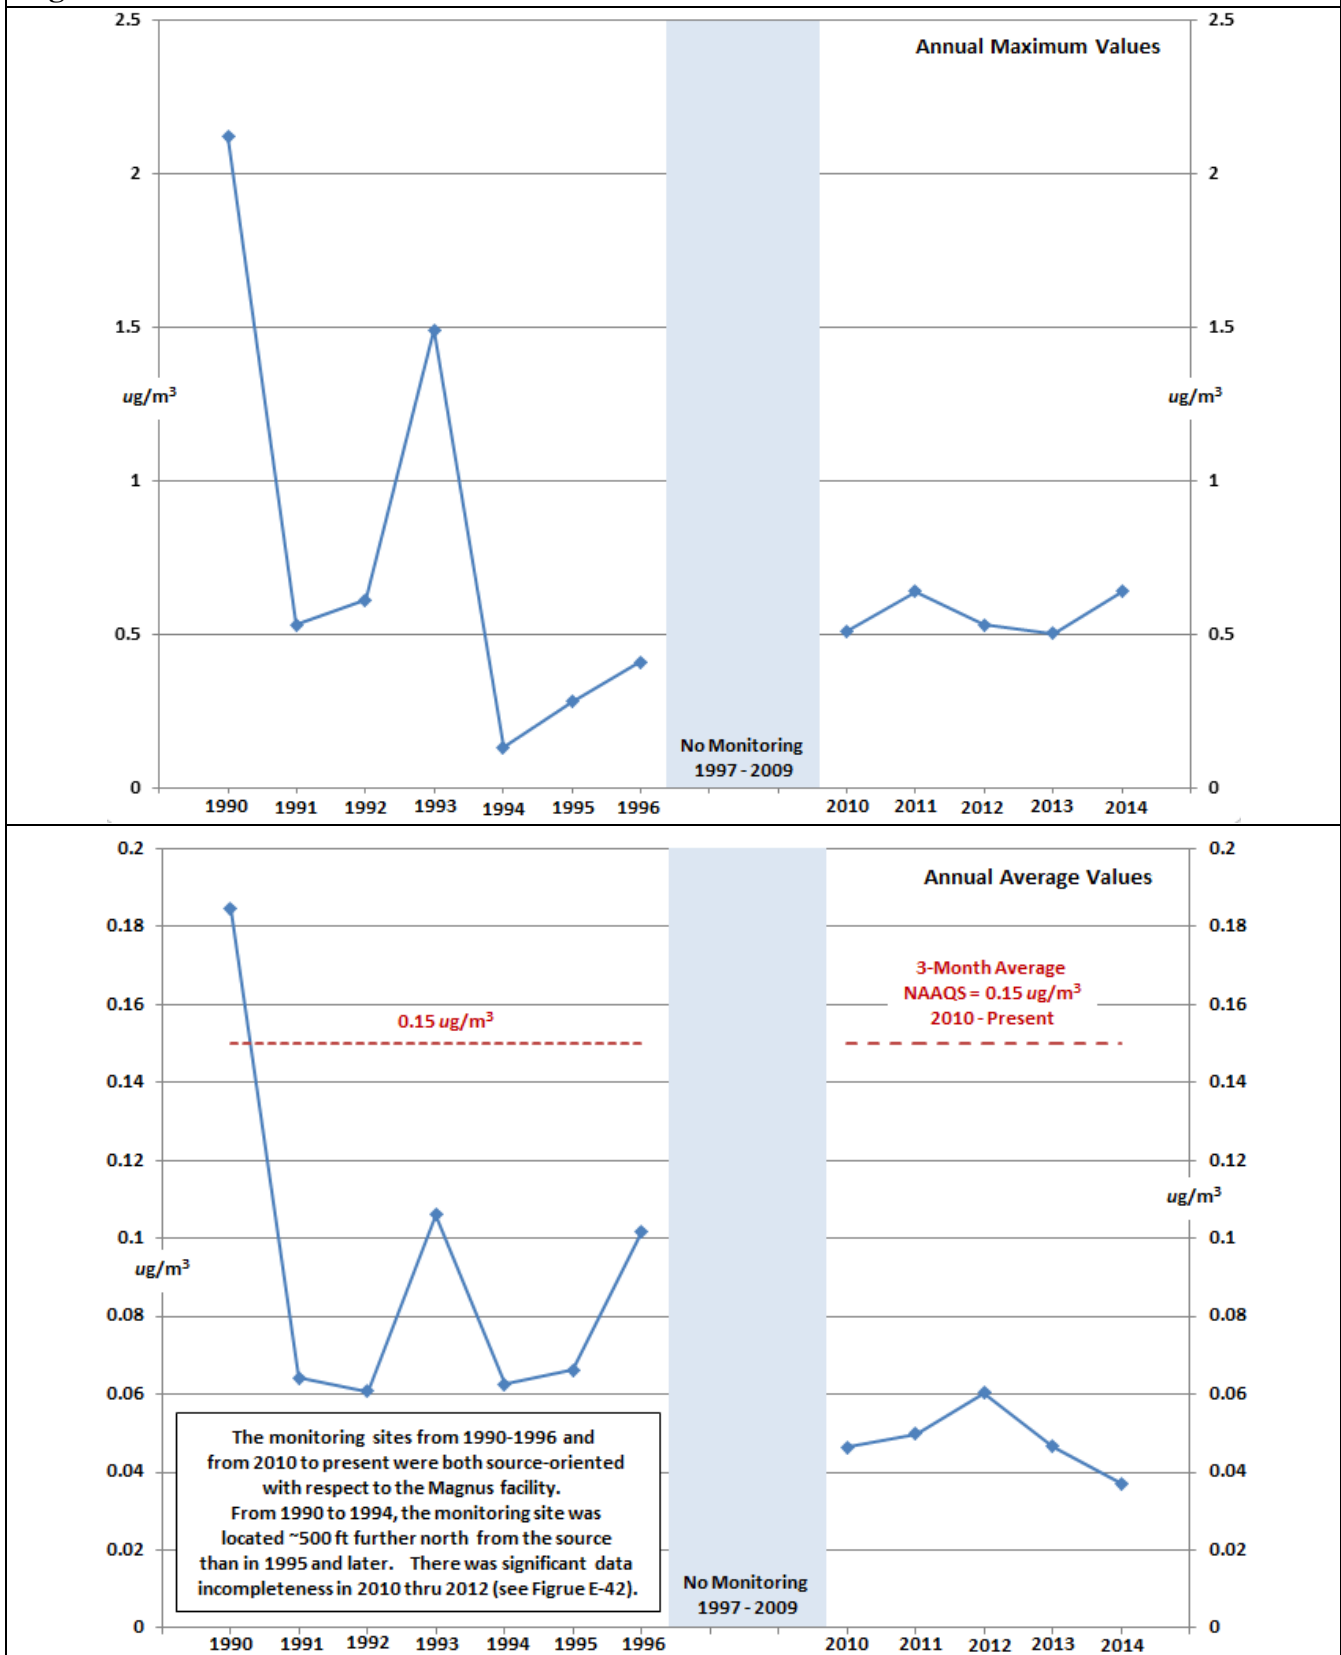 2.5
2.5
Annual Maximum Values
2
2
1.5
1.5
ug/m³
ug/m³
1
1
0.5
0.5
No Monitoring
1997 - 2009
0
0
1990 1991 1992 1993 1994 1995 1996 2010 2011 2012 2013 2014
0.2
0.2
Annual Average Values
0.18
0.18
3-Month Average
NAAQS = 0.15 ug/m³
2010 - Present
0.16
0.16
0.15 ug/m³
0.14
0.14
0.12
0.12
ug/m³
0.1
0.1
ug/m³
0.08
0.08
0.06
0.06
The monitoring sites from 1990-1996 and
from 2010 to present were both source-oriented
with respect to the Magnus facility.
From 1990 to 1994, the monitoring site was
located ~500 ft further north from the source
than in 1995 and later. There was significant data
incompleteness in 2010 thru 2012 (see Figrue E-42).
0.04
0.04
0.02
0.02
No Monitoring
1997 - 2009
0
0
1990 1991 1992 1993 1994 1995 1996 2010 2011 2012 2013 2014